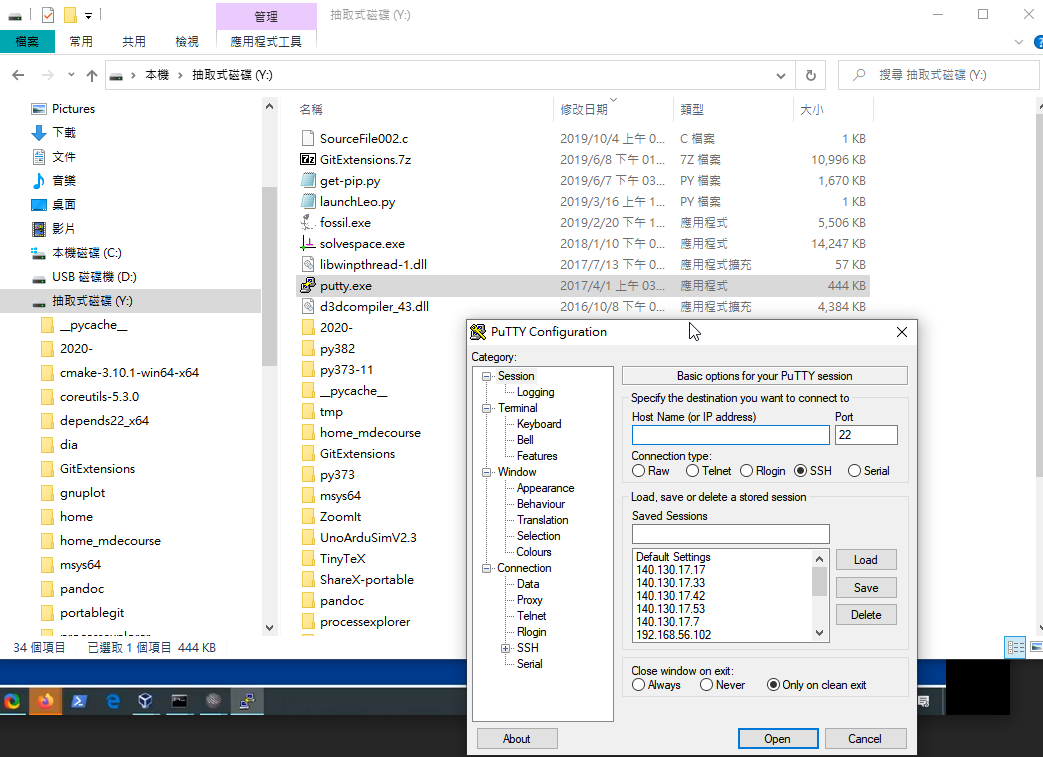 管理
抽取式磁碟 (Y:)
檔案
常用
共用
檢視
應用程式工具
本機
抽取式磁碟 (Y:)
搜尋 抽取式磁碟 (Y:)
Pictures
下載
文件
音樂
桌面
影片
本機磁碟 (C:)
USB 磁碟機 (D:)
抽取式磁碟 (Y:)
__pycache__
2020-
cmake-3.10.1-win64-x64
coreutils-5.3.0
depends22_x64
dia
GitExtensions
gnuplot
home
home_mdecourse
msys64
pandoc
portablegit
processexplorer
名稱 修改日期 類型 大小
SourceFile002.c 2019/10/4 上午 0... C 檔案 1 KB
GitExtensions.7z 2019/6/8 下午 01... 7Z 檔案 10,996 KB
get-pip.py 2019/6/7 下午 03... PY 檔案 1,670 KB
launchLeo.py 2019/3/16 上午 1... PY 檔案 1 KB
fossil.exe 2019/2/20 下午 1... 應用程式 5,506 KB
solvespace.exe 2018/1/10 下午 0... 應用程式 14,247 KB
libwinpthread-1.dll 2017/7/13 下午 0... 應用程式擴充 57 KB
putty.exe 2017/4/1 上午 03... 應用程式 444 KB
d3dcompiler_43.dll 2016/10/8 下午 0... 應用程式擴充 4,384 KB
2020-
py382
py373-11
__pycache__
tmp
home_mdecourse
GitExtensions
py373
msys64
ZoomIt
UnoArduSimV2.3
TinyTeX
ShareX-portable
pandoc
processexplorer
34 個項目 已選取 1 個項目 444 KB
PuTTY Configuration
Category:
Session
Logging
Terminal
Keyboard
Bell
Features
Window
Appearance
Behaviour
Translation
Selection
Colours
Connection
Data
Proxy
Telnet
Rlogin
SSH
Serial
Basic options for your PuTTY session
Specify the destination you want to connect to
Host Name (or IP address) Port
22
Connection type:
Raw Telnet Rlogin SSH Serial
Load, save or delete a stored session
Saved Sessions
Default Settings
140.130.17.17
140.130.17.33
140.130.17.42
140.130.17.53
140.130.17.7
192.168.56.102
Load
Save
Delete
Close window on exit:
Always Never Only on clean exit
About
Open
Cancel